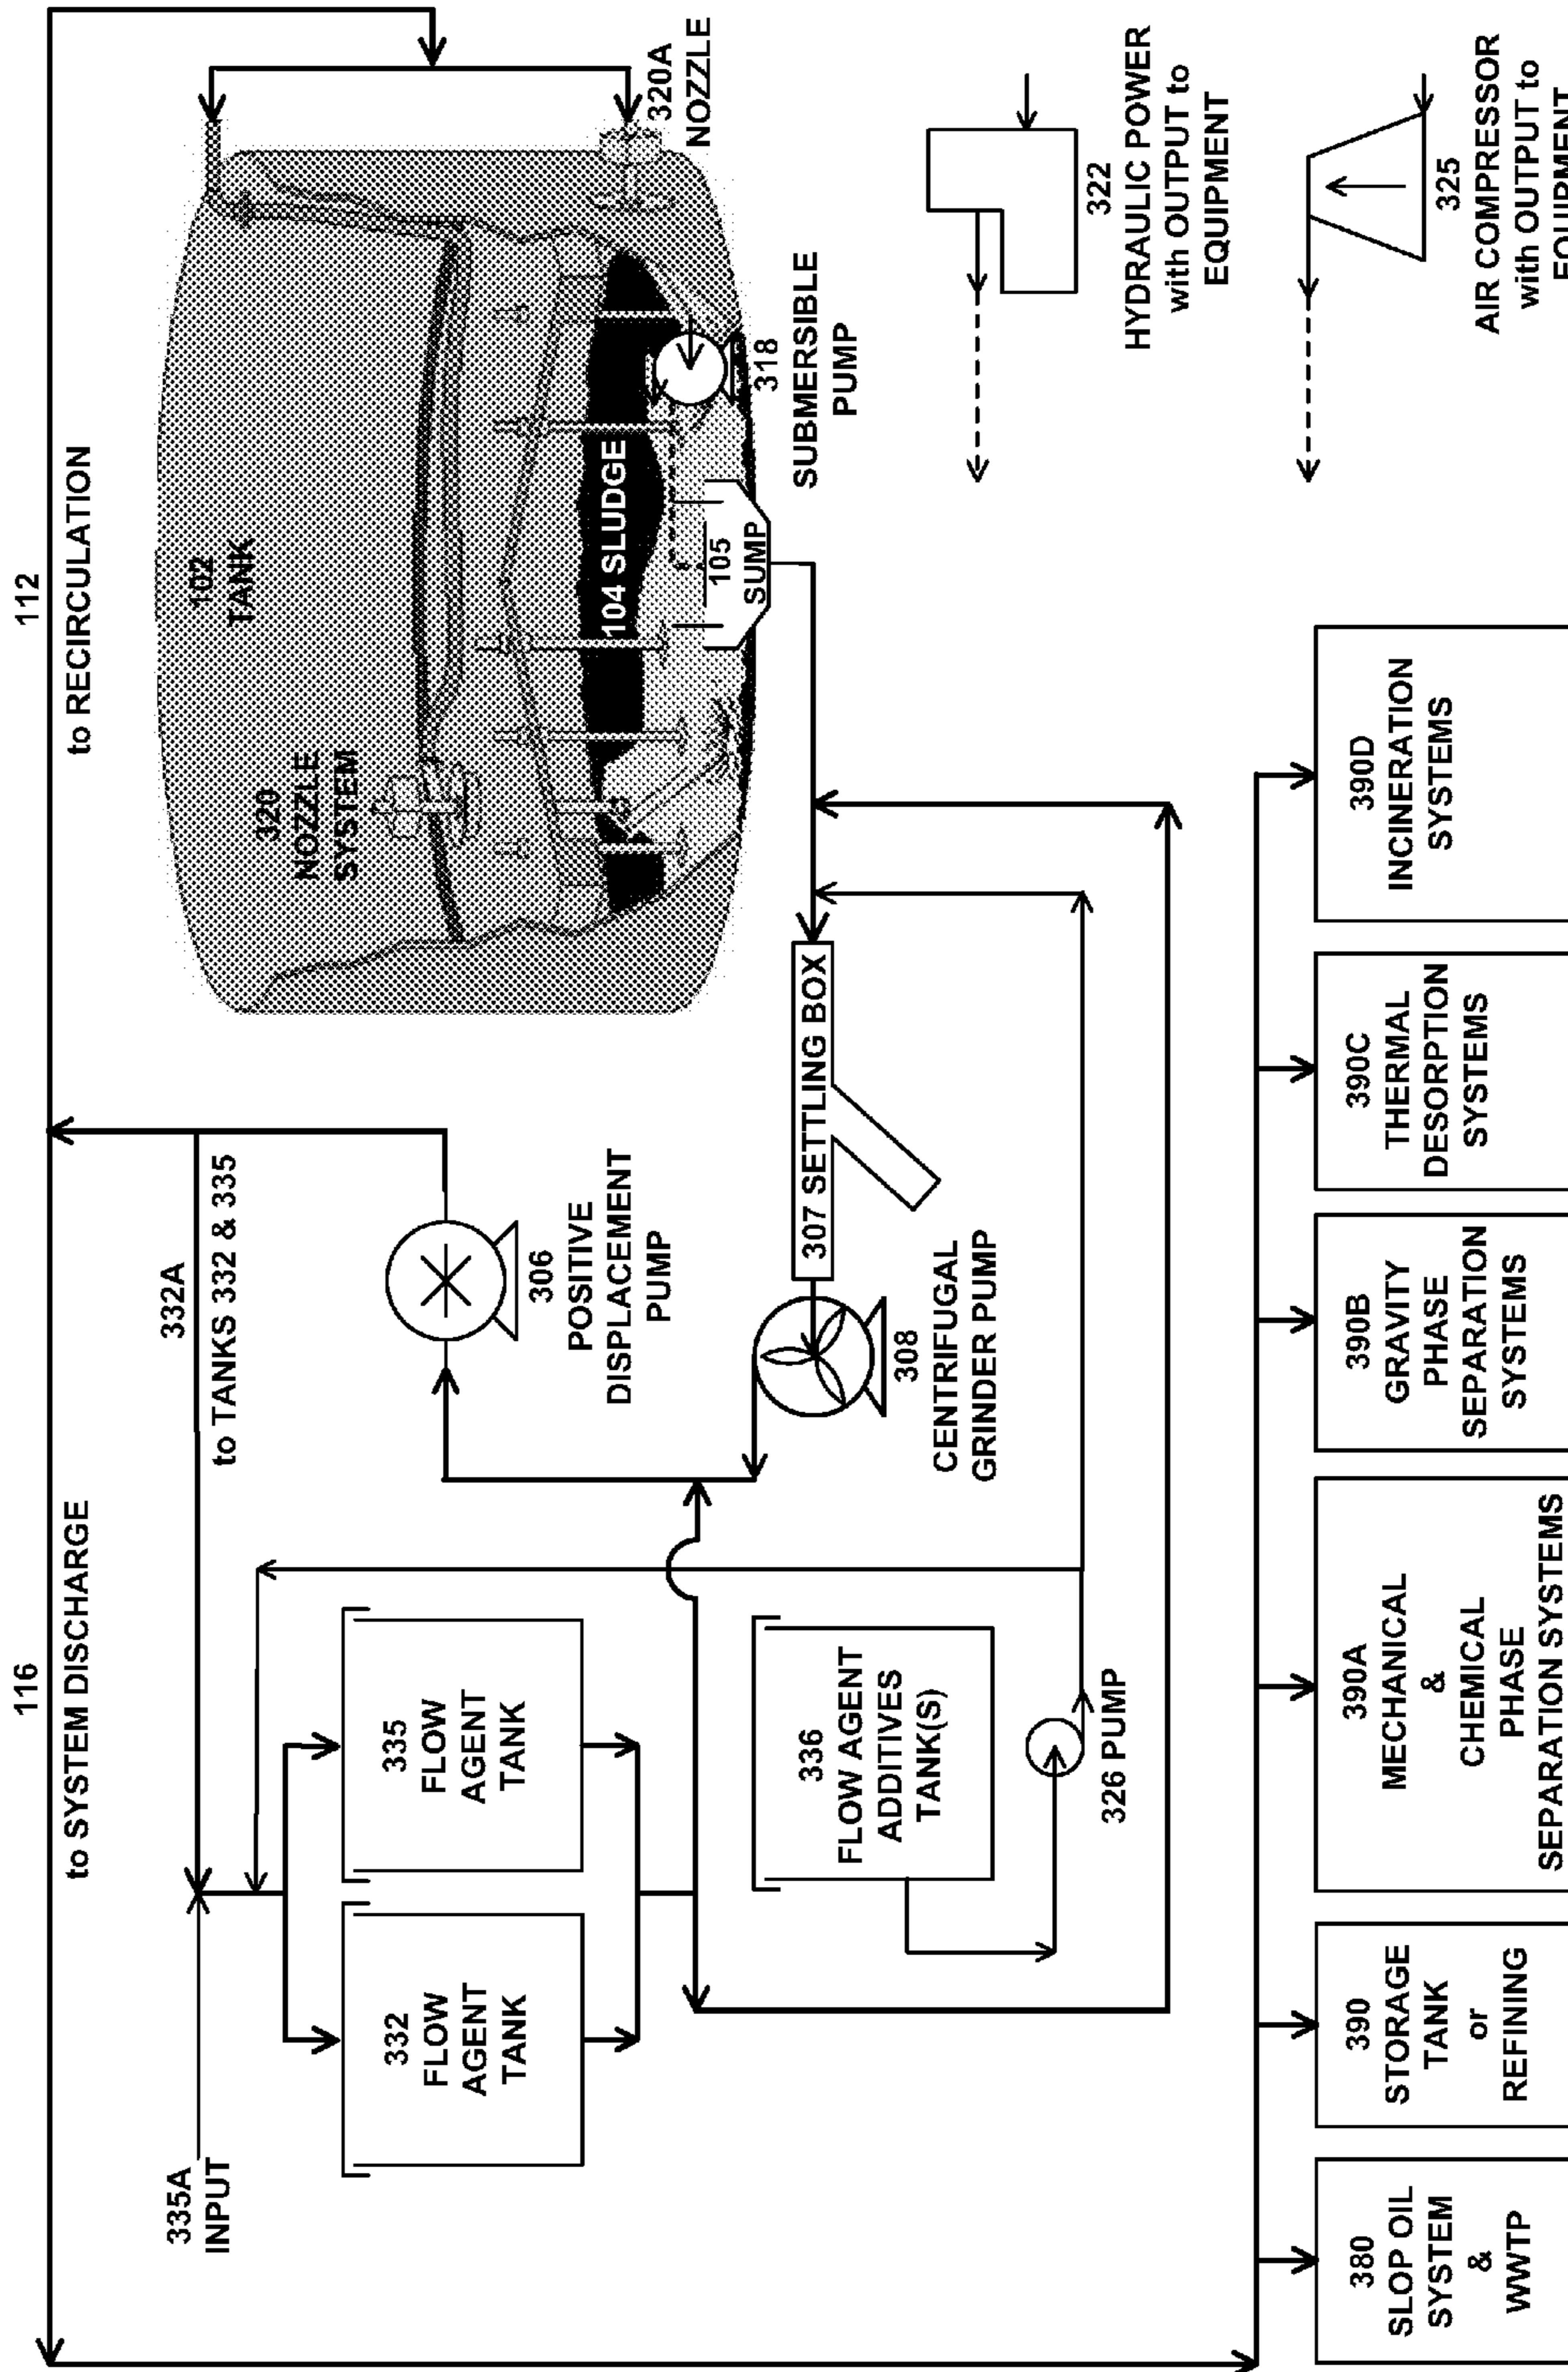 116
to SYSTEM DISCHARGE
112
to RECIRCULATION
335A
INPUT
332A
to TANKS 332 & 335
102
TANK
320
NOZZLE
SYSTEM
320A
NOZZLE
332
FLOW
AGENT
TANK
335
FLOW
AGENT
TANK
306
POSITIVE
DISPLACEMENT
PUMP
104 SLUDGE
105
SUMP
318
SUBMERSIBLE
PUMP
336
FLOW AGENT
ADDITIVES
TANK(S)
326 PUMP
307 SETTLING BOX
308
CENTRIFUGAL
GRINDER PUMP
322
HYDRAULIC POWER
with OUTPUT to
EQUIPMENT
325
AIR COMPRESSOR
with OUTPUT to
EQUIPMENT
380
SLOP OIL
SYSTEM
&
WWTP
390
STORAGE
TANK
or
REFINING
390A
MECHANICAL
&
CHEMICAL
PHASE
SEPARATION SYSTEMS
390B
GRAVITY
PHASE
SEPARATION
SYSTEMS
390C
THERMAL
DESORPTION
SYSTEMS
390D
INCINERATION
SYSTEMS